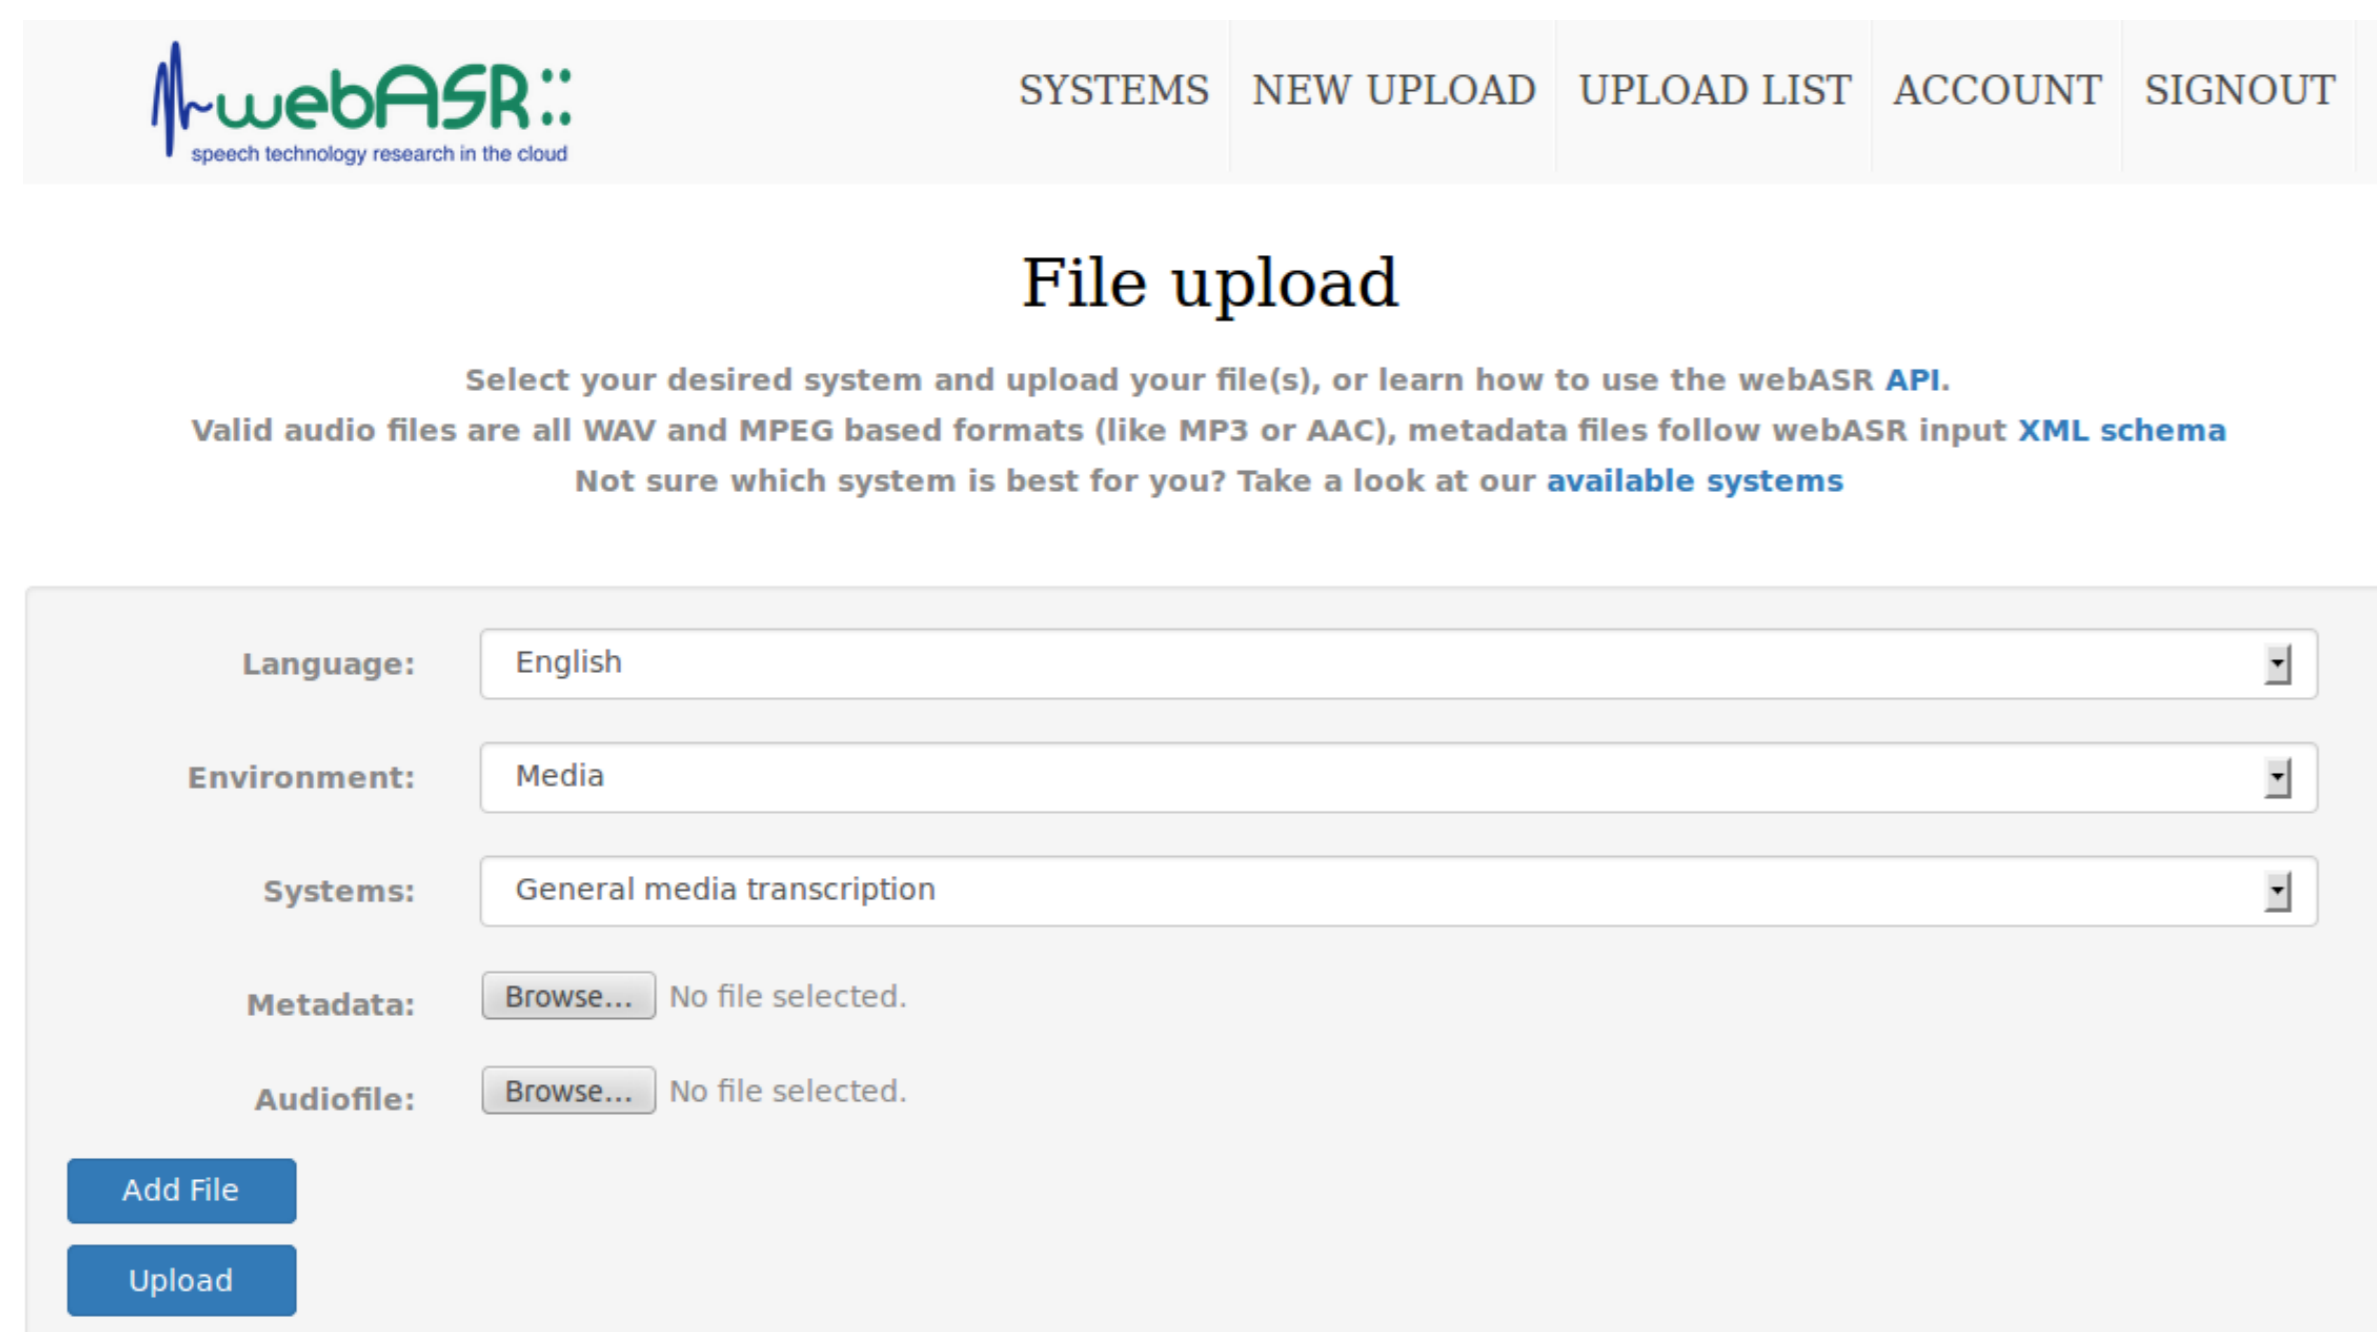 webASR::
speech technology research in the cloud
SYSTEMS NEW UPLOAD UPLOAD LIST ACCOUNT SIGNOUT
File upload
Select your desired system and upload your file(s), or learn how to use the webASR API.
Valid audio files are all WAV and MPEG based formats (like MP3 or AAC), metadata files follow webASR input XML schema
Not sure which system is best for you? Take a look at our available systems
Language: English
Environment: Media
Systems: General media transcription
Metadata: Browse... No file selected.
Audiofile: Browse... No file selected.
Add File
Upload